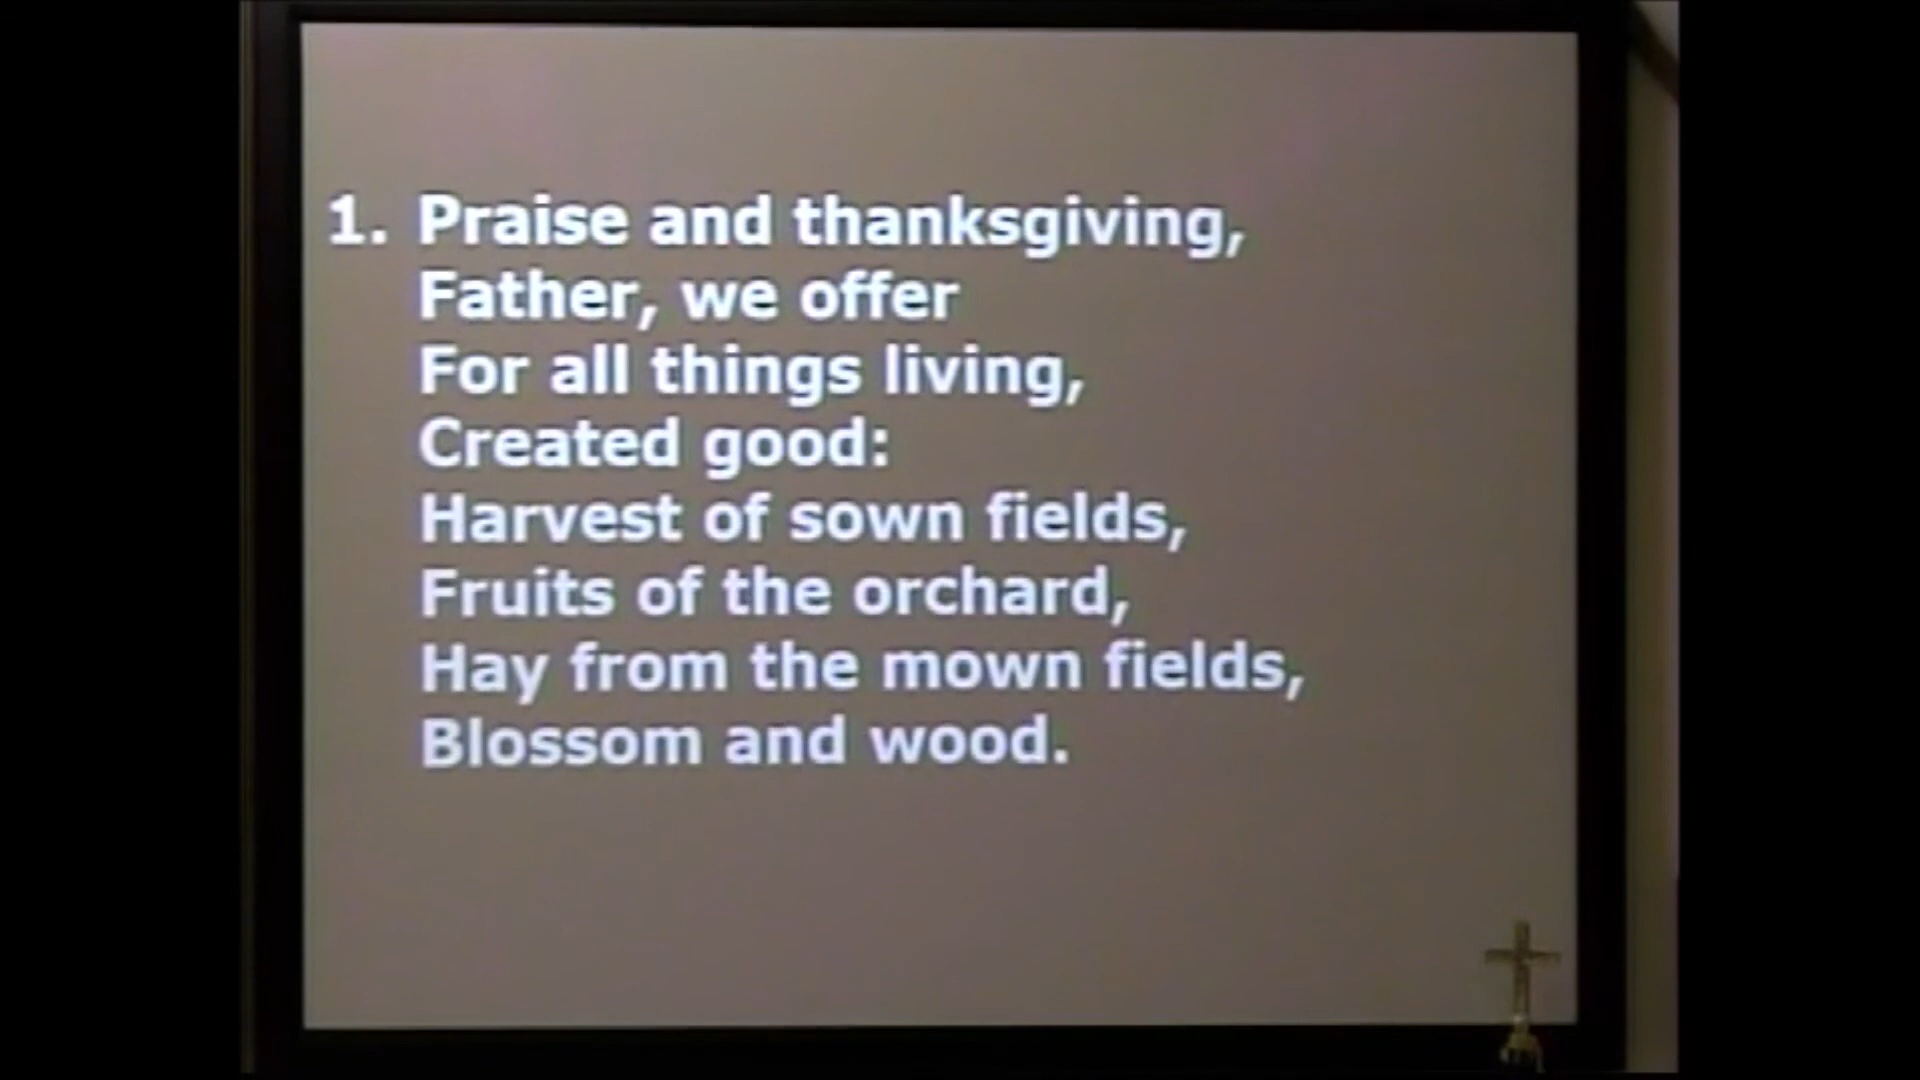 1. Praise and thanksgiving,
Father, we offer
For all things living,
Created good:
Harvest of sown fields,
Fruits of the orchard,
Hay from the mown fields,
Blossom and wood.